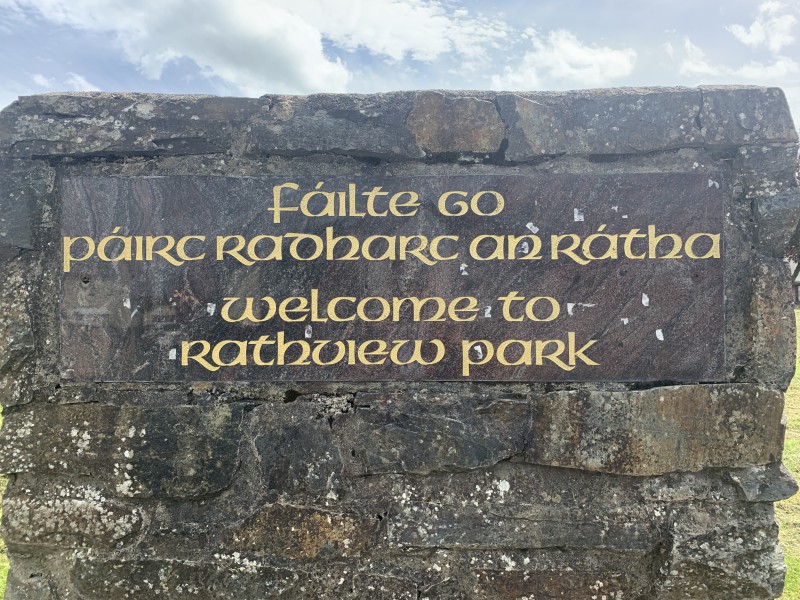 Fáilte go
Páirc Radharc an Rátha
welcome to
Rathview Park